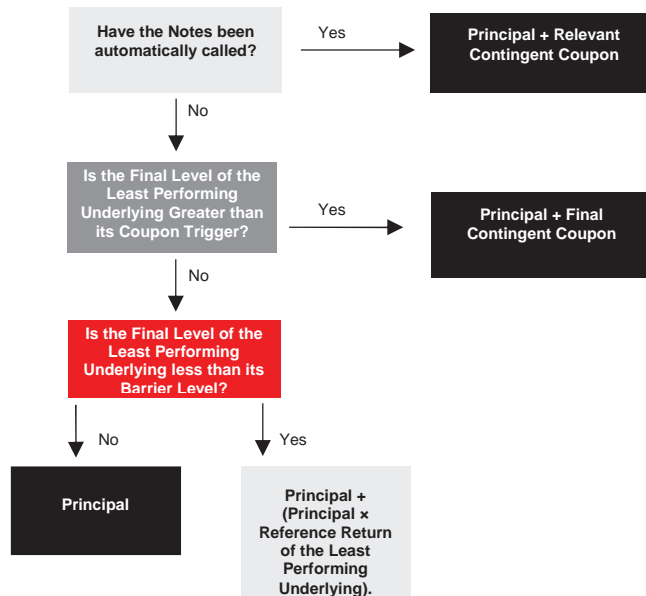 Have the Notes been
automatically called?
Yes
Principal + Relevant
Contingent Coupon
No
Is the Final Level of the
Least Performing
Underlying Greater than
its Coupon Trigger?
Yes
Principal + Final
Contingent Coupon
No
Is the Final Level of the
Least Performing
Underlying less than its
Barrier Level?
No
Yes
Principal
Principal +
(Principal ×
Reference Return
of the Least
Performing
Underlying).